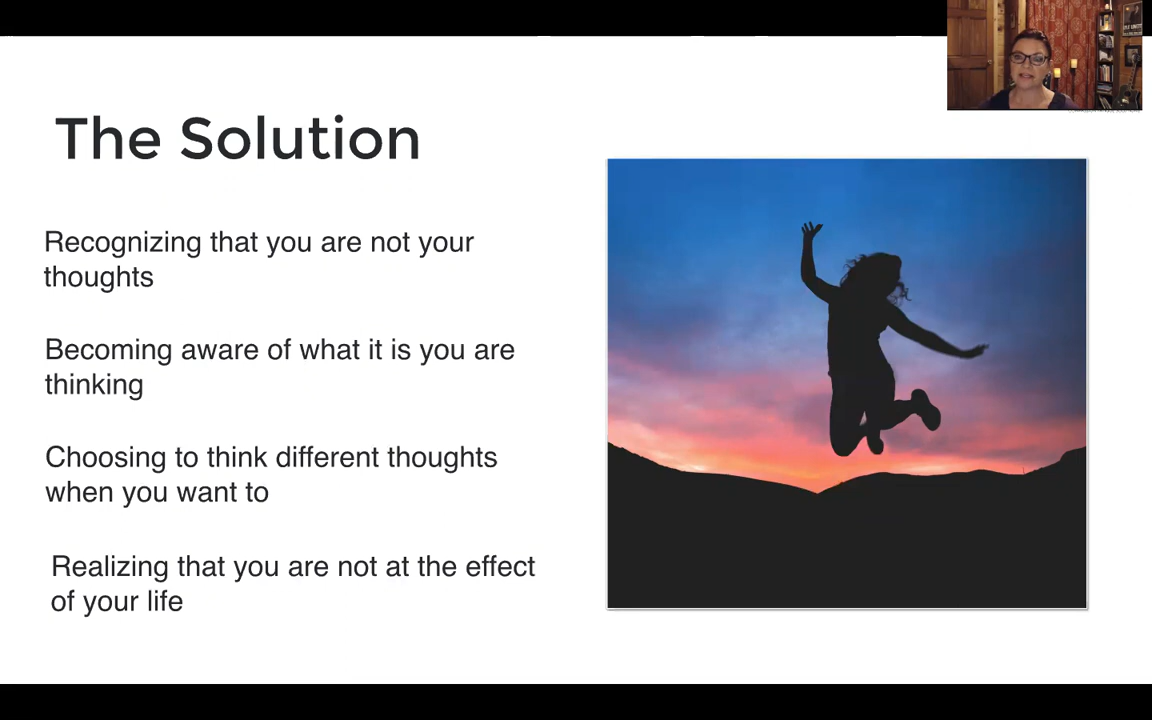 The Solution
Recognizing that you are not your
thoughts
Becoming aware of what it is you are
thinking
Choosing to think different thoughts
when you want to
Realizing that you are not at the effect
of your life